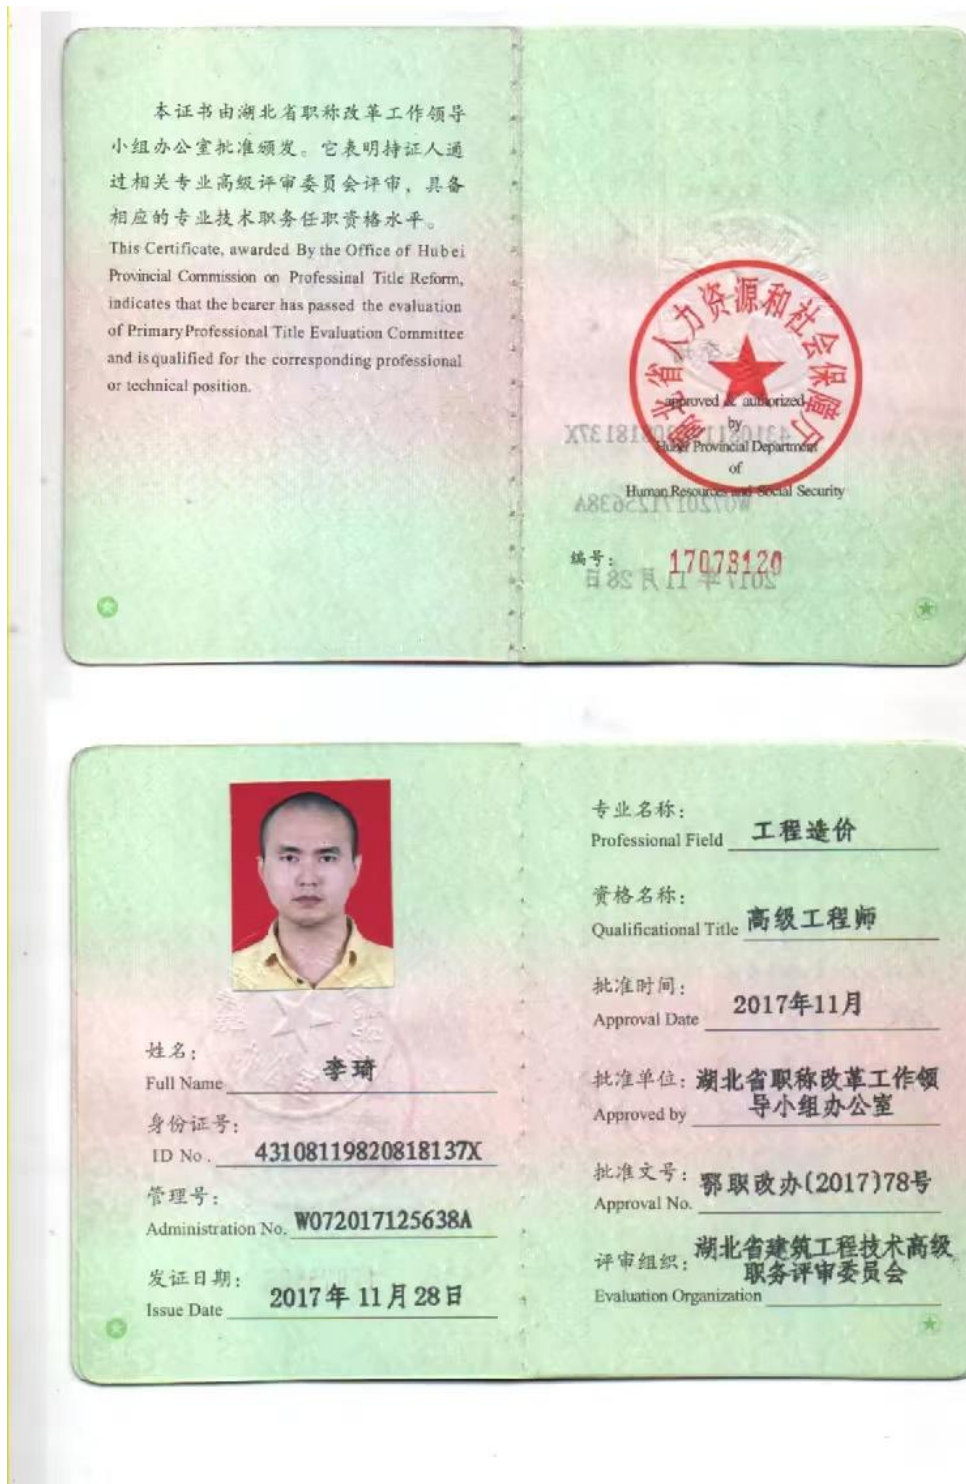 本证书由湖北省职称改革工作领导
小组办公室批准颁发。它表明持证人通
过相关专业高级评审委员会评审，具备
相应的专业技术职务任职资格水平。
This Certificate, awarded By the Office of Hubei
Provincial Commission on Professinal Title Reform,
indicates that the bearer has passed the evaluation
of Primary Professional Title Evaluation Committee
and is qualified for the corresponding professional
or technical position.
湖北省人力资源和社会保障厅
approved & authorized
by
Hubei Provincial Department
of
Human Resources and Social Security
编号： 17073120
姓名：
Full Name 李琦
身份证号：
ID No. 43108119820818137X
管理号：
Administration No. W072017125638A
发证日期：
Issue Date 2017年11月28日
专业名称：
Professional Field 工程造价
资格名称：
Qualificational Title 高级工程师
批准时间：
Approval Date 2017年11月
批准单位：湖北省职称改革工作领
Approved by 导小组办公室
批准文号：
Approval No. 鄂职改办(2017)78号
评审组织：湖北省建筑工程技术高级
职务评审委员会
Evaluation Organization